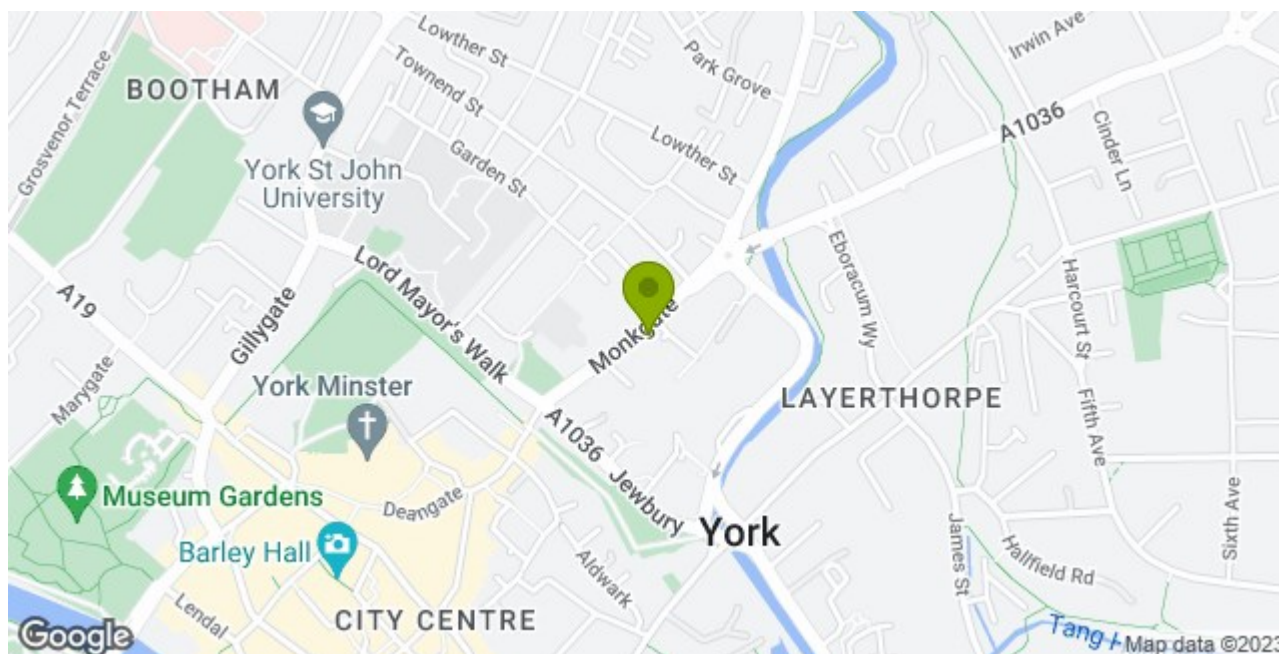 Lowther St
Townend St
Park Grove
Irwin Ave
Grosvenor Terrace
BOOTHAM
York St John
University
Garden St
Lowther St
A1036
Cinder Ln
A19
Gillygate
Lord Mayor's Walk
Monkgate
Eboracum Wy
Harcourt St
Marygate
York Minster
A1036
Jewbury
LAYERTHORPE
Fifth Ave
Sixth Ave
Museum Gardens
Deangate
Barley Hall
Aldwark
York
James St
Hallfield Rd
Lendal
CITY CENTRE
Google
Tang
Map data ©2023